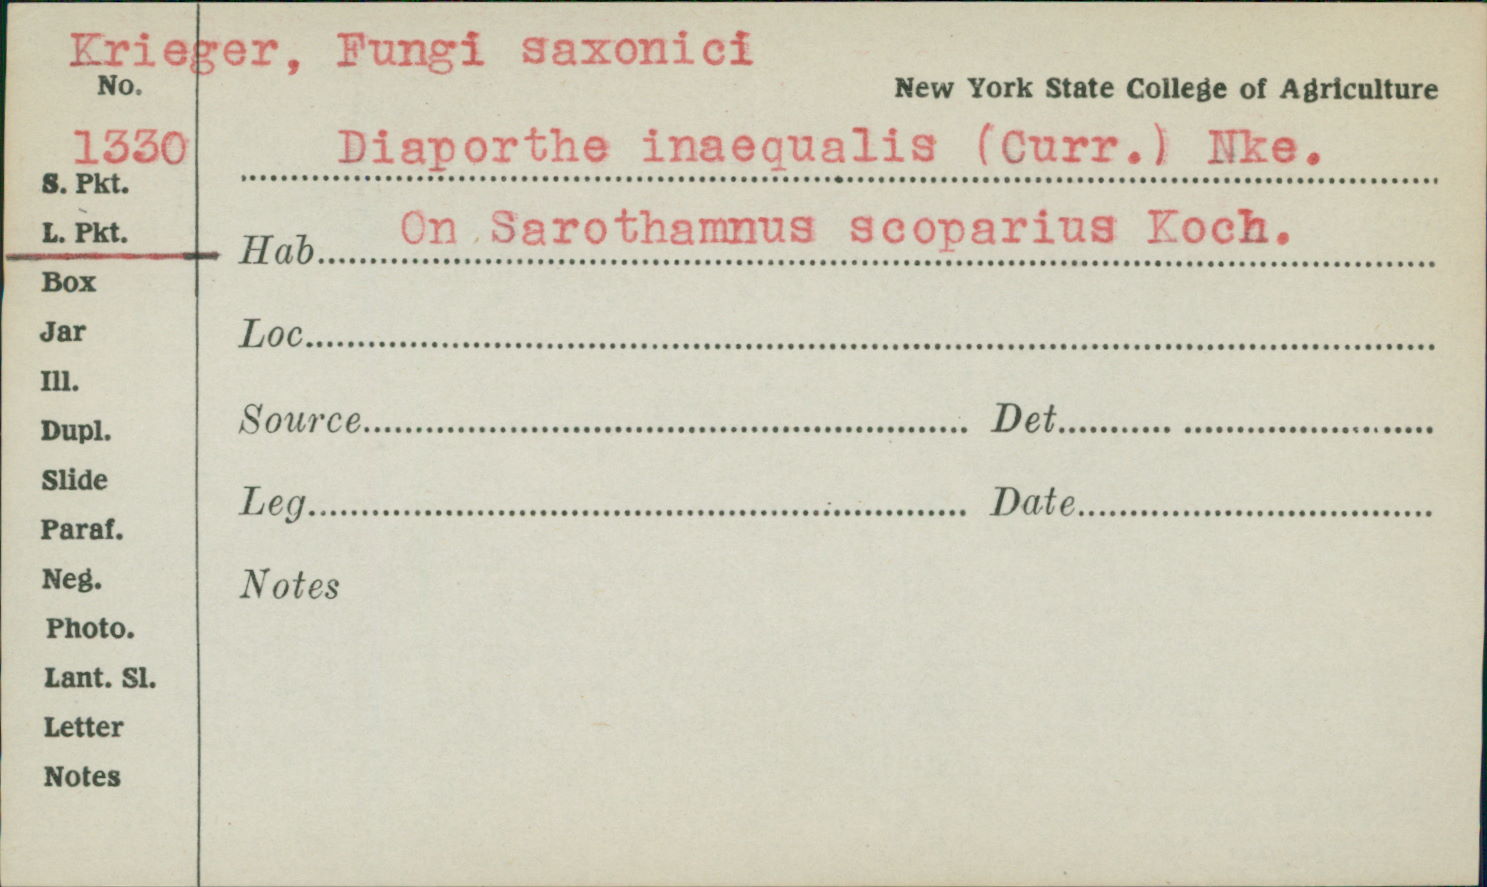 Krieger, Fungi saxonici
No.
New York State College of Agriculture
1330
Diaporthe inaequalis (Curr.) Nke.
S. Pkt.
L. Pkt.
Hab. On Sarothamnus scoparius Koch.
Box
Jar
Loc.
Ill.
Dupl.
Source Det.
Slide
Leg. Date
Paraf.
Neg.
Notes
Photo.
Lant. Sl.
Letter
Notes